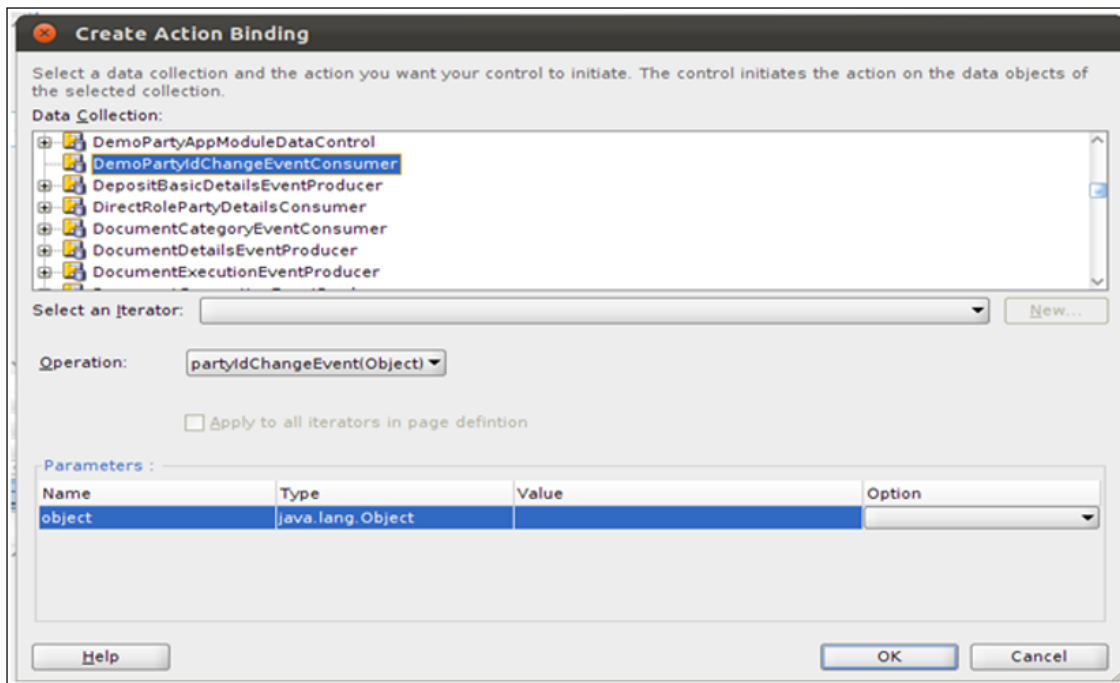 Create Action Binding
Select a data collection and the action you want your control to initiate. The control initiates the action on the data objects of
the selected collection.
Data Collection:
DemoPartyAppModuleDataControl
DemoPartyIdChangeEventConsumer
DepositBasicDetailsEventProducer
DirectRolePartyDetailsConsumer
DocumentCategoryEventConsumer
DocumentDetailsEventProducer
DocumentExecutionEventProducer
Select an Iterator:
New...
Operation:
partyIdChangeEvent(Object)
Apply to all iterators in page defintion
Parameters :
Name Type Value Option
object java.lang.Object
Help OK Cancel